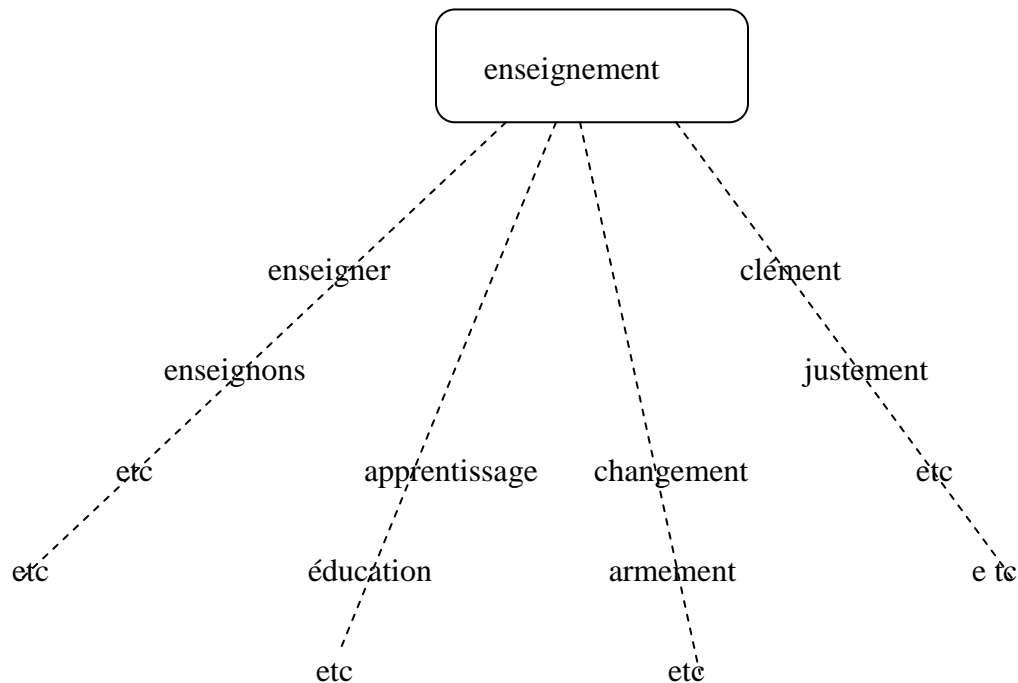 enseignement
enseigner clément
enseignons justement
etc apprentissage changement etc
etc éducation armement e tc
etc etc